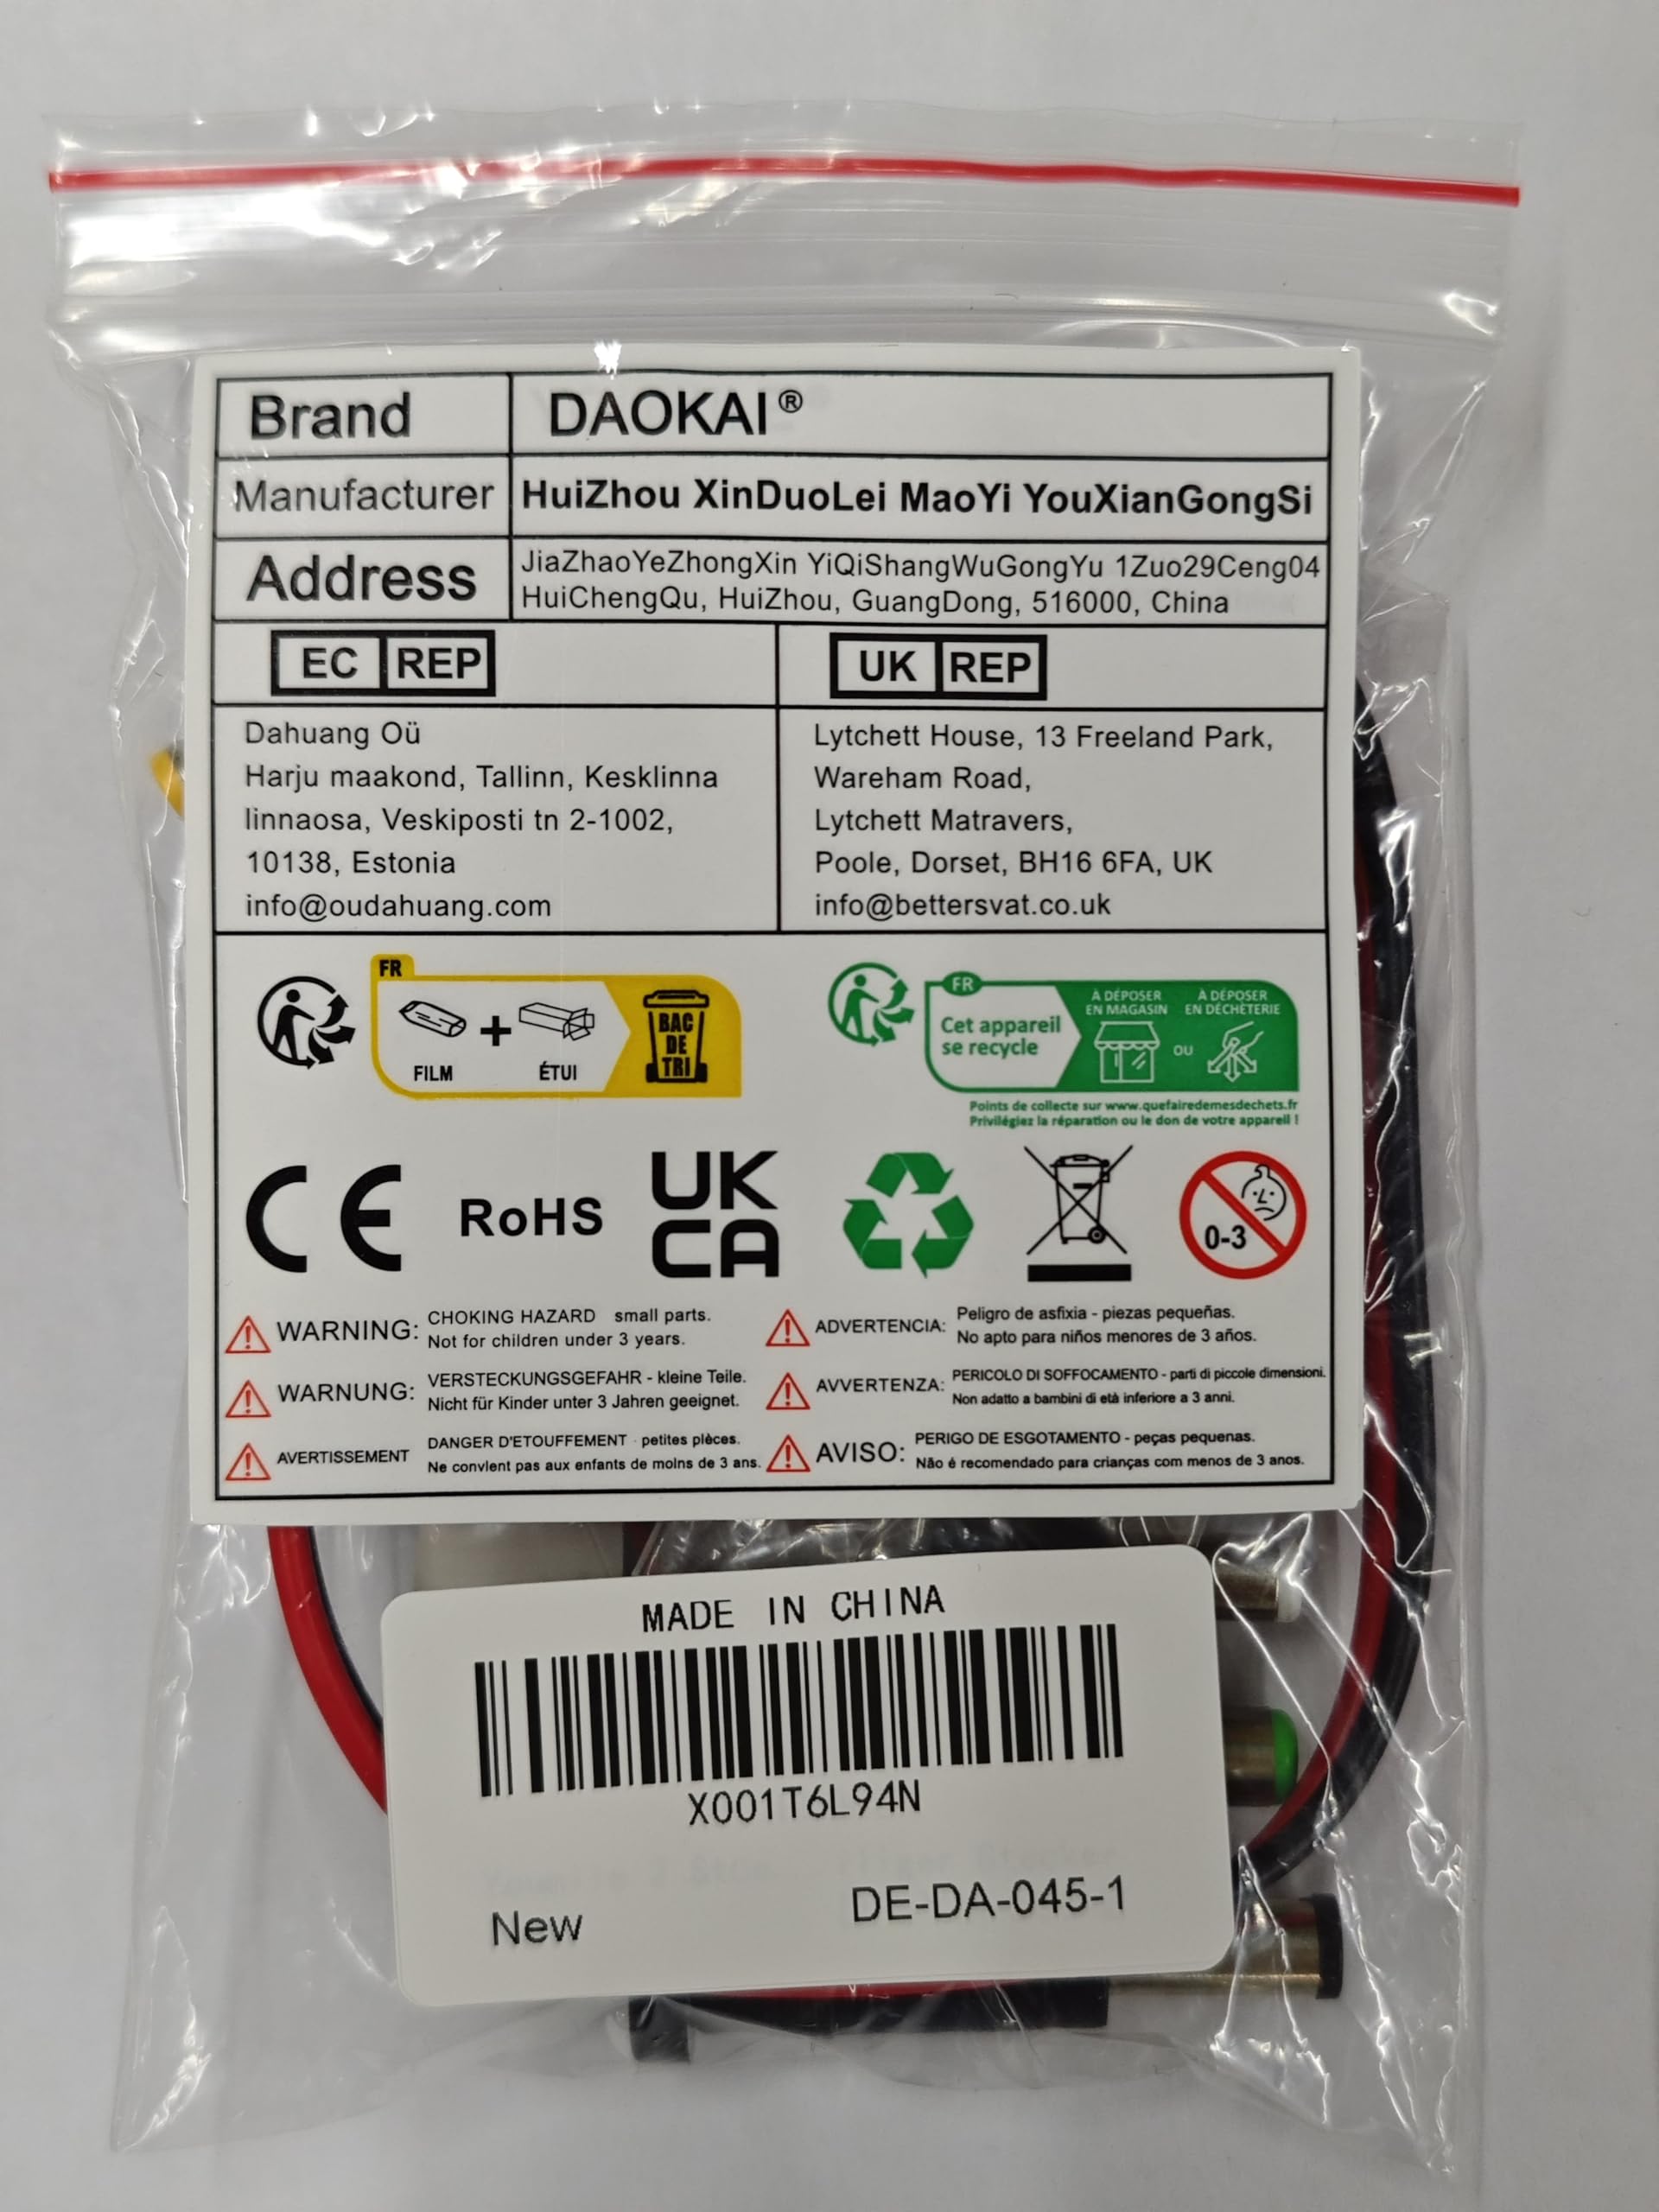 Brand DAOKAI®
Manufacturer HuiZhou XinDuoLei MaoYi YouXianGongSi
Address JiaZhaoYeZhongXin YiQiShangWuGongYu 1Zuo29Ceng04
HuiChengQu, HuiZhou, GuangDong, 516000, China
EC REP
Dahuang Oü
Harju maakond, Tallinn, Kesklinna
linnaosa, Veskiposti tn 2-1002,
10138, Estonia
info@oudahuang.com
UK REP
Lytchett House, 13 Freeland Park,
Wareham Road,
Lytchett Matravers,
Poole, Dorset, BH16 6FA, UK
info@bettersvat.co.uk
FR
FILM + ÉTUI
BAC
DE
TRI
FR
Cet appareil
se recycle
À DÉPOSER
EN MAGASIN
OU
À DÉPOSER
EN DÉCHÈTERIE
Points de collecte sur www.quefairedemesdechets.fr
Privilégiez la réparation ou le don de votre appareil !
CE RoHS
UK
CA
0-3
WARNING: CHOKING HAZARD small parts.
Not for children under 3 years.
ADVERTENCIA: Peligro de asfixia - piezas pequeñas.
No apto para niños menores de 3 años.
WARNUNG: VERSTECKUNGSGEFAHR - kleine Teile.
Nicht für Kinder unter 3 Jahren geeignet.
AVVERTENZA: PERICOLO DI SOFFOCAMENTO - parti di piccole dimensioni.
Non adatto a bambini di età inferiore a 3 anni.
AVERTISSEMENT DANGER D'ETOUFFEMENT - petites plèces.
Ne convient pas aux enfants de moins de 3 ans.
AVISO: PERIGO DE ESGOTAMENTO - peças pequenas.
Não é recomendado para crianças com menos de 3 anos.
MADE IN CHINA
X001T6L94N
New DE-DA-045-1